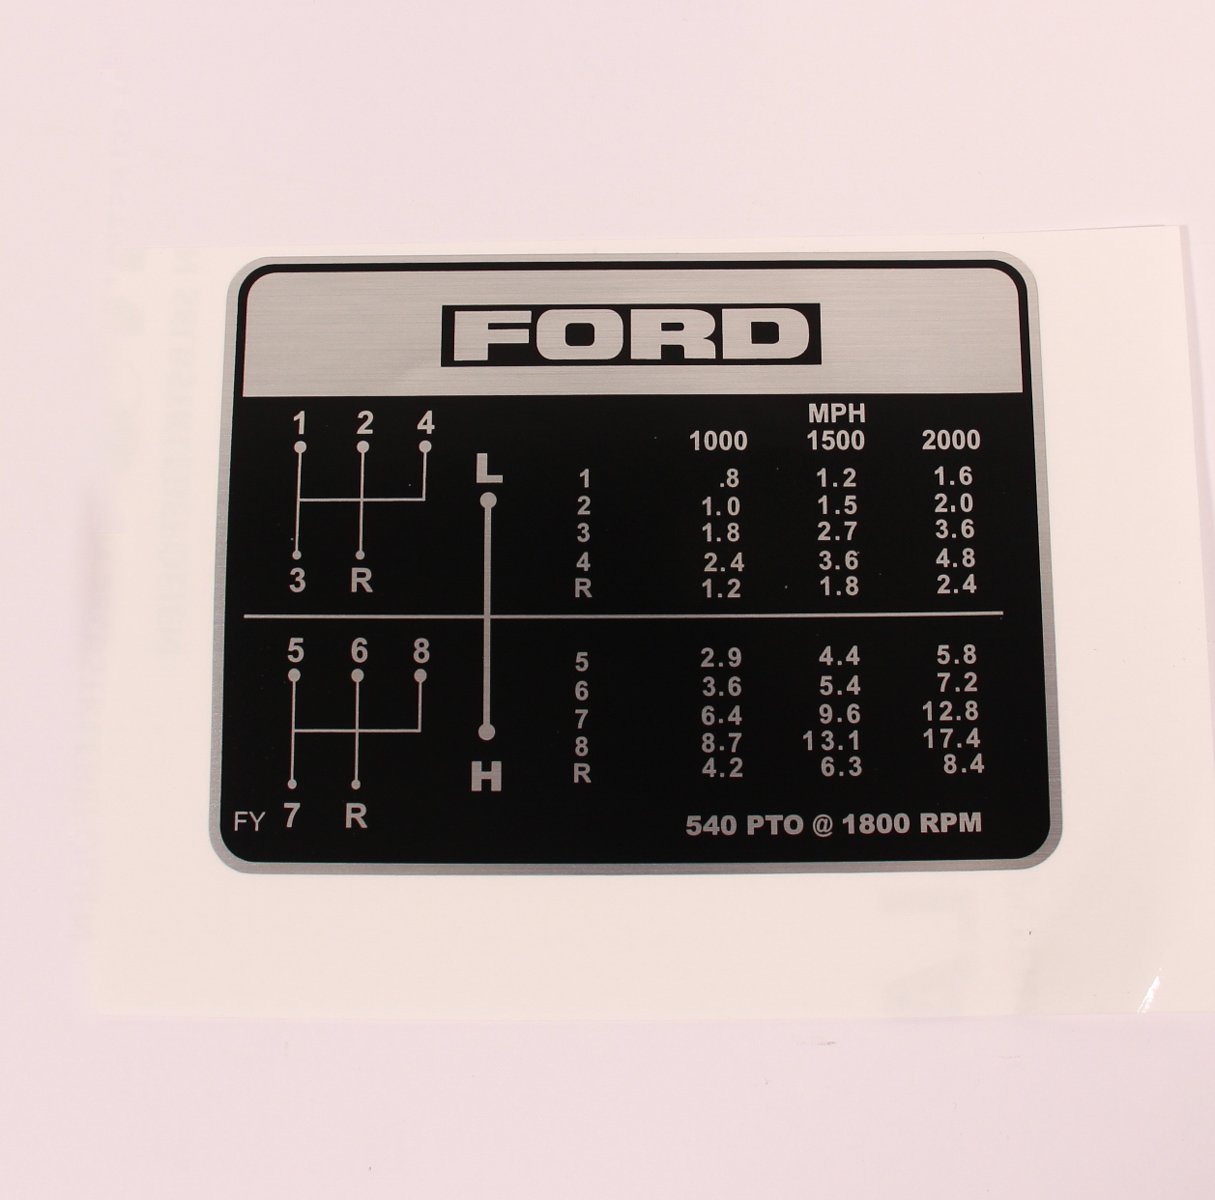 FORD
1 2 4
3 R
L
MPH
1000 1500 2000
1 .8 1.2 1.6
2 1.0 1.5 2.0
3 1.8 2.7 3.6
4 2.4 3.6 4.8
R 1.2 1.8 2.4
5 6 8
7 R
H
5 2.9 4.4 5.8
6 3.6 5.4 7.2
7 6.4 9.6 12.8
8 8.7 13.1 17.4
R 4.2 6.3 8.4
FY
540 PTO @ 1800 RPM